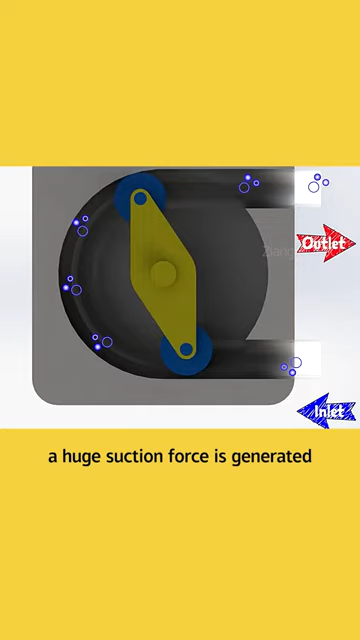 Outlet
Inlet
a huge suction force is generated